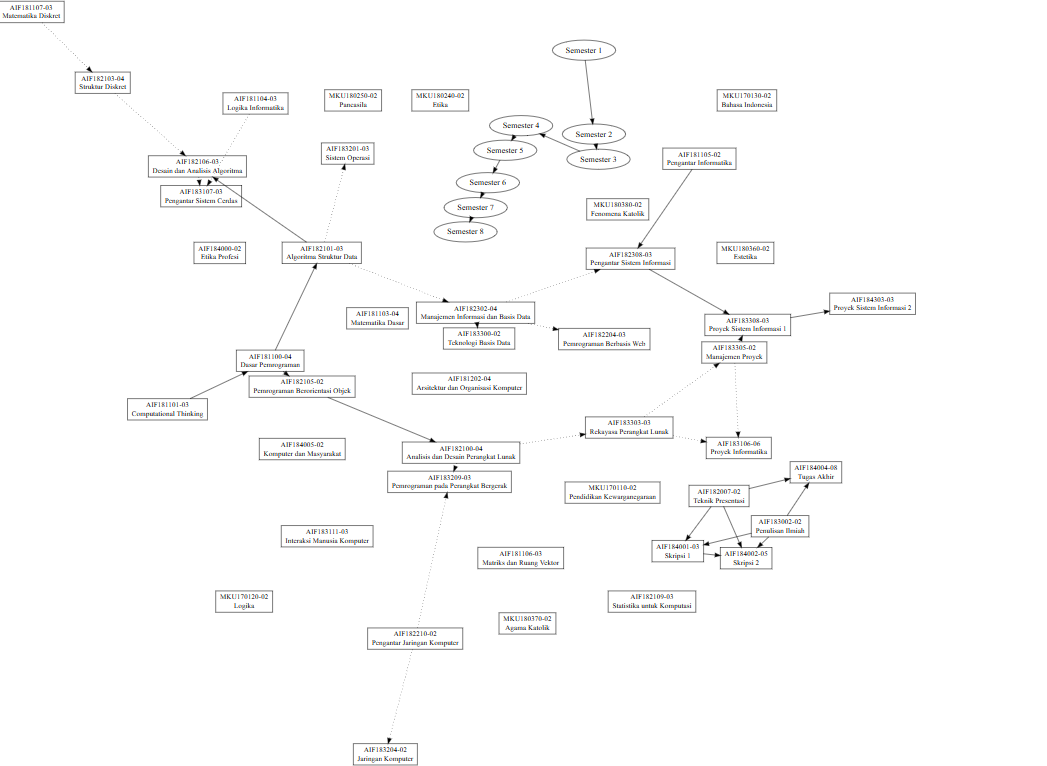 AIF181107-03
Matematika Diskret
Semester 1
AIF182103-04
Struktur Diskret
AIF181104-03
Logika Informatika
MKU180250-02
Pancasila
MKU180240-02
Etika
MKU170130-02
Bahasa Indonesia
Semester 4
Semester 2
Semester 5
Semester 3
AIF183201-03
Sistem Operasi
AIF181105-02
Pengantar Informatika
AIF182106-03
Desain dan Analisis Algoritma
AIF183107-03
Pengantar Sistem Cerdas
Semester 6
Semester 7
MKU180380-02
Fenomena Katolik
Semester 8
AIF184000-02
Etika Profesi
AIF182101-03
Algoritma Struktur Data
AIF182308-03
Pengantar Sistem Informasi
MKU180360-02
Estetika
AIF184303-03
Proyek Sistem Informasi 2
AIF181103-04
Matematika Dasar
AIF182302-04
Manajemen Informasi dan Basis Data
AIF183308-03
Proyek Sistem Informasi 1
AIF183300-02
Teknologi Basis Data
AIF182204-03
Pemrograman Berbasis Web
AIF183305-02
Manajemen Proyek
AIF181100-04
Dasar Pemrograman
AIF182105-02
Pemrograman Berorientasi Objek
AIF181202-04
Arsitektur dan Organisasi Komputer
AIF181101-03
Computational Thinking
AIF183303-03
Rekayasa Perangkat Lunak
AIF184005-02
Komputer dan Masyarakat
AIF182100-04
Analisis dan Desain Perangkat Lunak
AIF183106-06
Proyek Informatika
AIF183209-03
Pemrograman pada Perangkat Bergerak
AIF184004-08
Tugas Akhir
MKU170110-02
Pendidikan Kewarganegaraan
AIF182007-02
Teknik Presentasi
AIF183002-02
Penulisan Ilmiah
AIF183111-03
Interaksi Manusia Komputer
AIF181106-03
Matriks dan Ruang Vektor
AIF184001-03
Skripsi 1
AIF184002-05
Skripsi 2
MKU170120-02
Logika
AIF182109-03
Statistika untuk Komputasi
MKU180370-02
Agama Katolik
AIF182210-02
Pengantar Jaringan Komputer
AIF183204-02
Jaringan Komputer